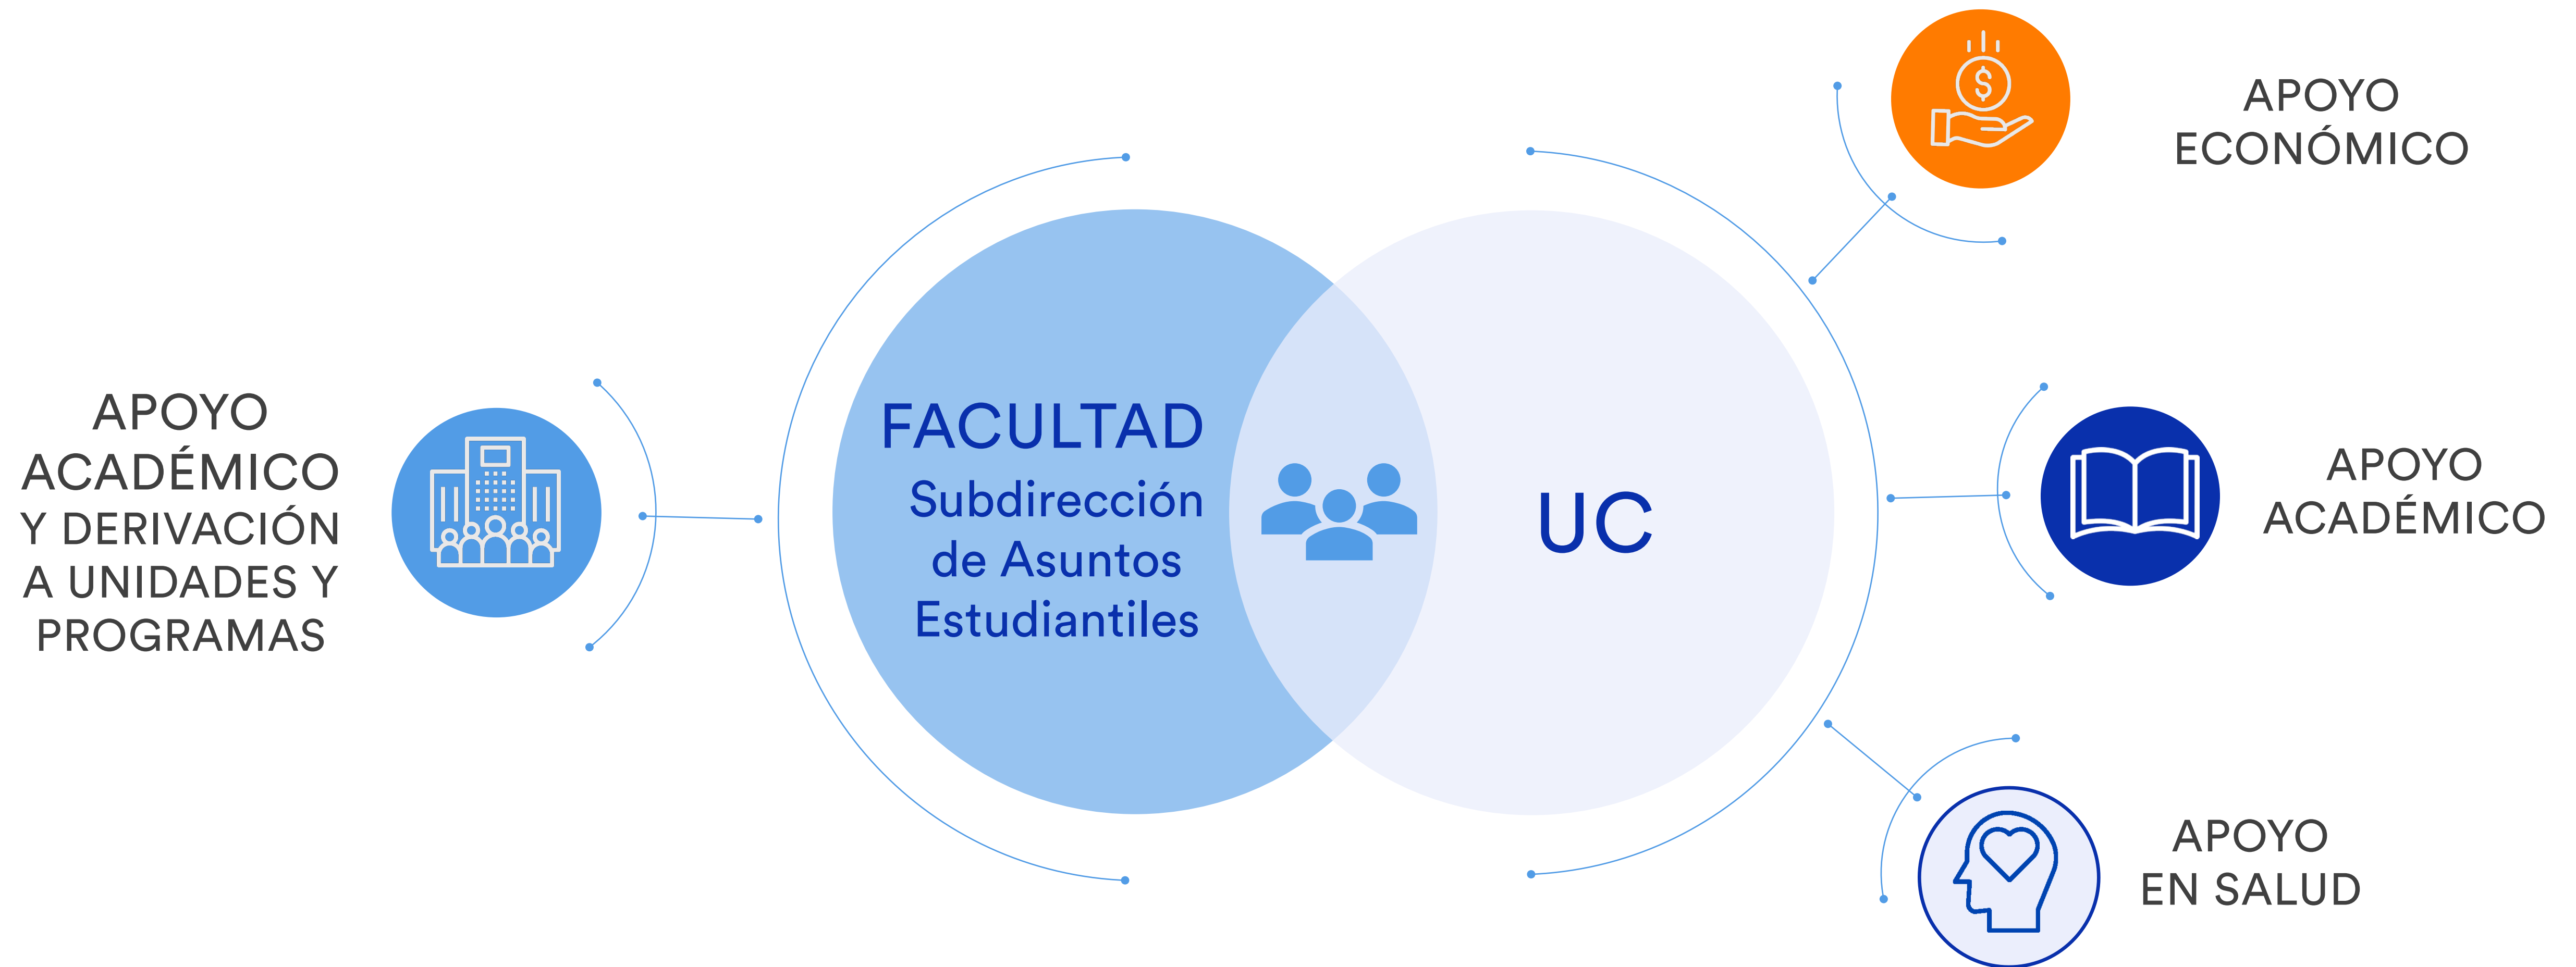 APOYO
ACADÉMICO
Y DERIVACIÓN
A UNIDADES Y
PROGRAMAS
FACULTAD
Subdirección
de Asuntos
Estudiantiles
UC
$
APOYO
ECONÓMICO
APOYO
ACADÉMICO
APOYO
EN SALUD